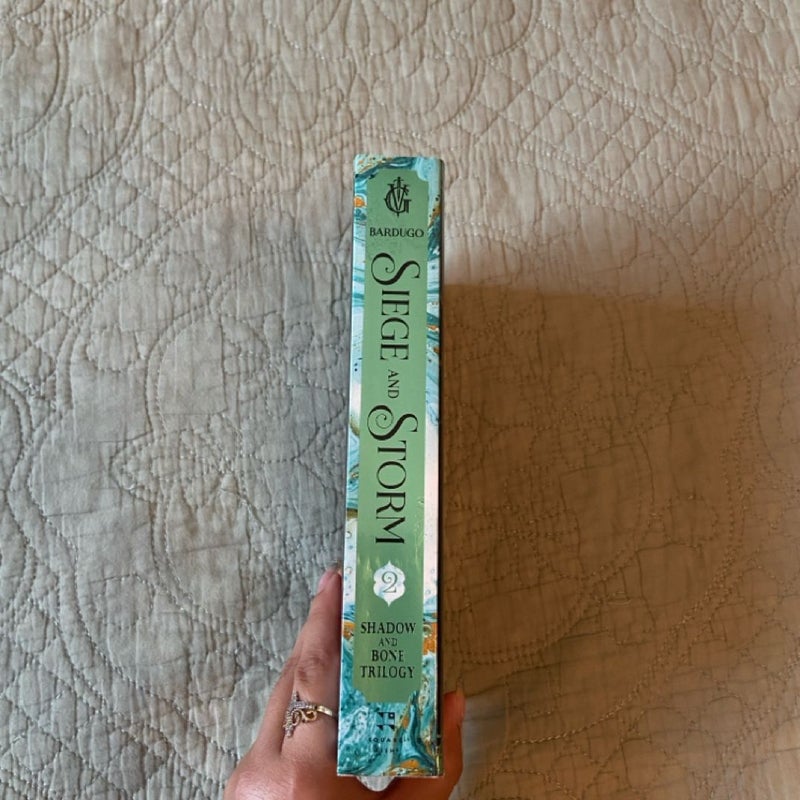 BARDUGO
SIEGE AND STORM
2
SHADOW
AND
BONE
TRILOGY